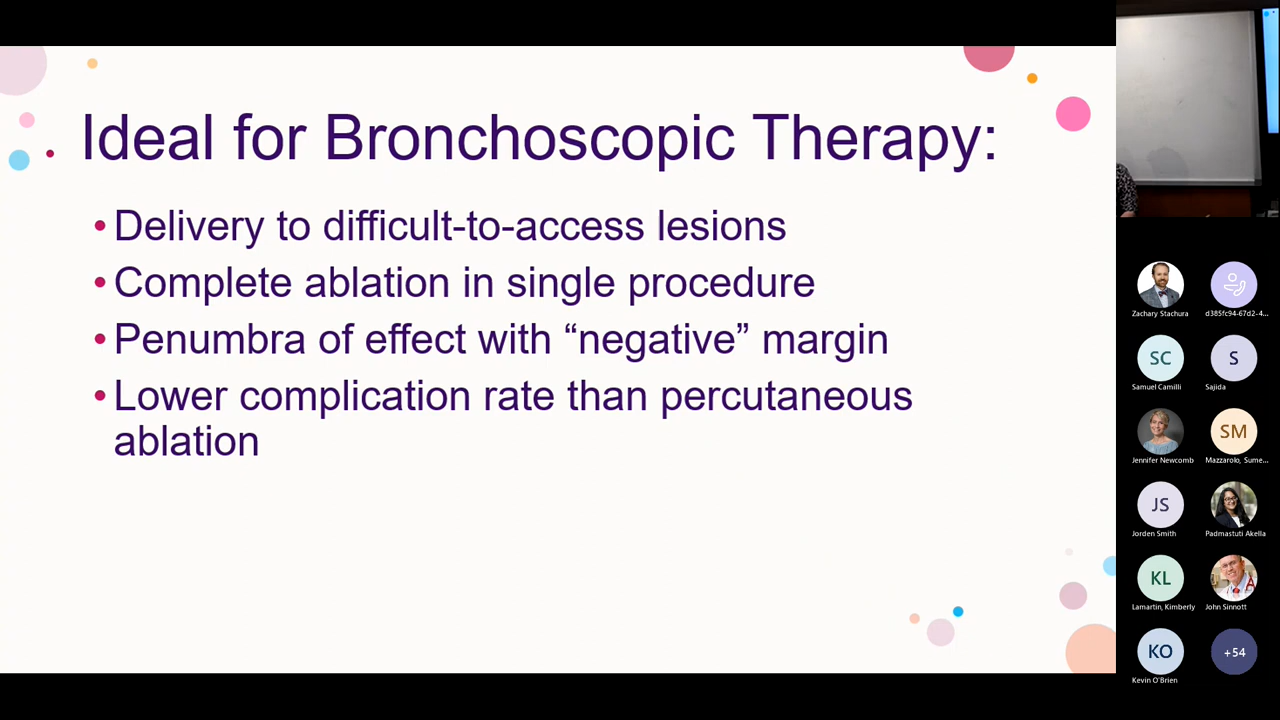 Ideal for Bronchoscopic Therapy:
•Delivery to difficult-to-access lesions
•Complete ablation in single procedure
•Penumbra of effect with “negative” margin
•Lower complication rate than percutaneous
ablation
Zachary Stachura
d385fc94-67d2-4...
SC
S
Samuel Camilli
Sajida
SM
Jennifer Newcomb
Mazzarolo, Sume...
JS
Jorden Smith
Padmastuti Akella
KL
Lamartin, Kimberly
John Sinnott
KO
+54
Kevin O'Brien